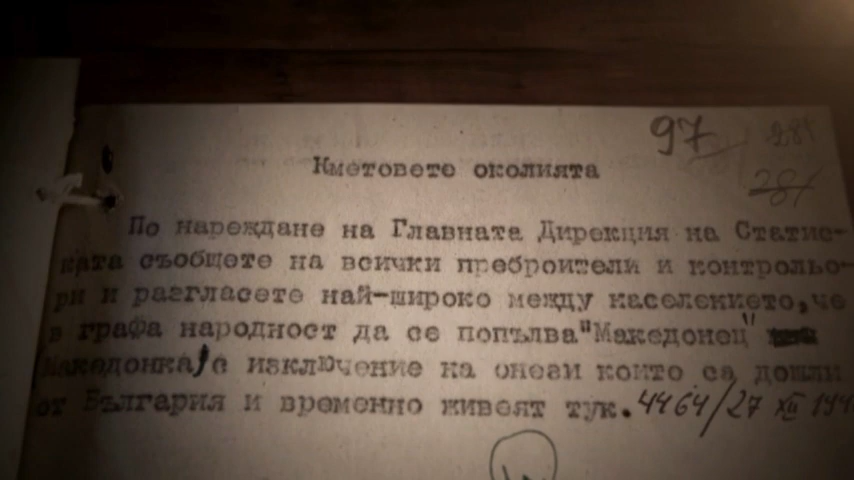 97
281
Кметовете околията
По нареждане на Главната Дирекция на Статис-
ката съобщете на всички преброители и контрольо-
ри и разгласете най-широко между населението, че
в графа народност да се попълва "Македонец"
Македонка, с изключение на онези които са дошли
от България и временно живеят тук. 4464/27 XII 194